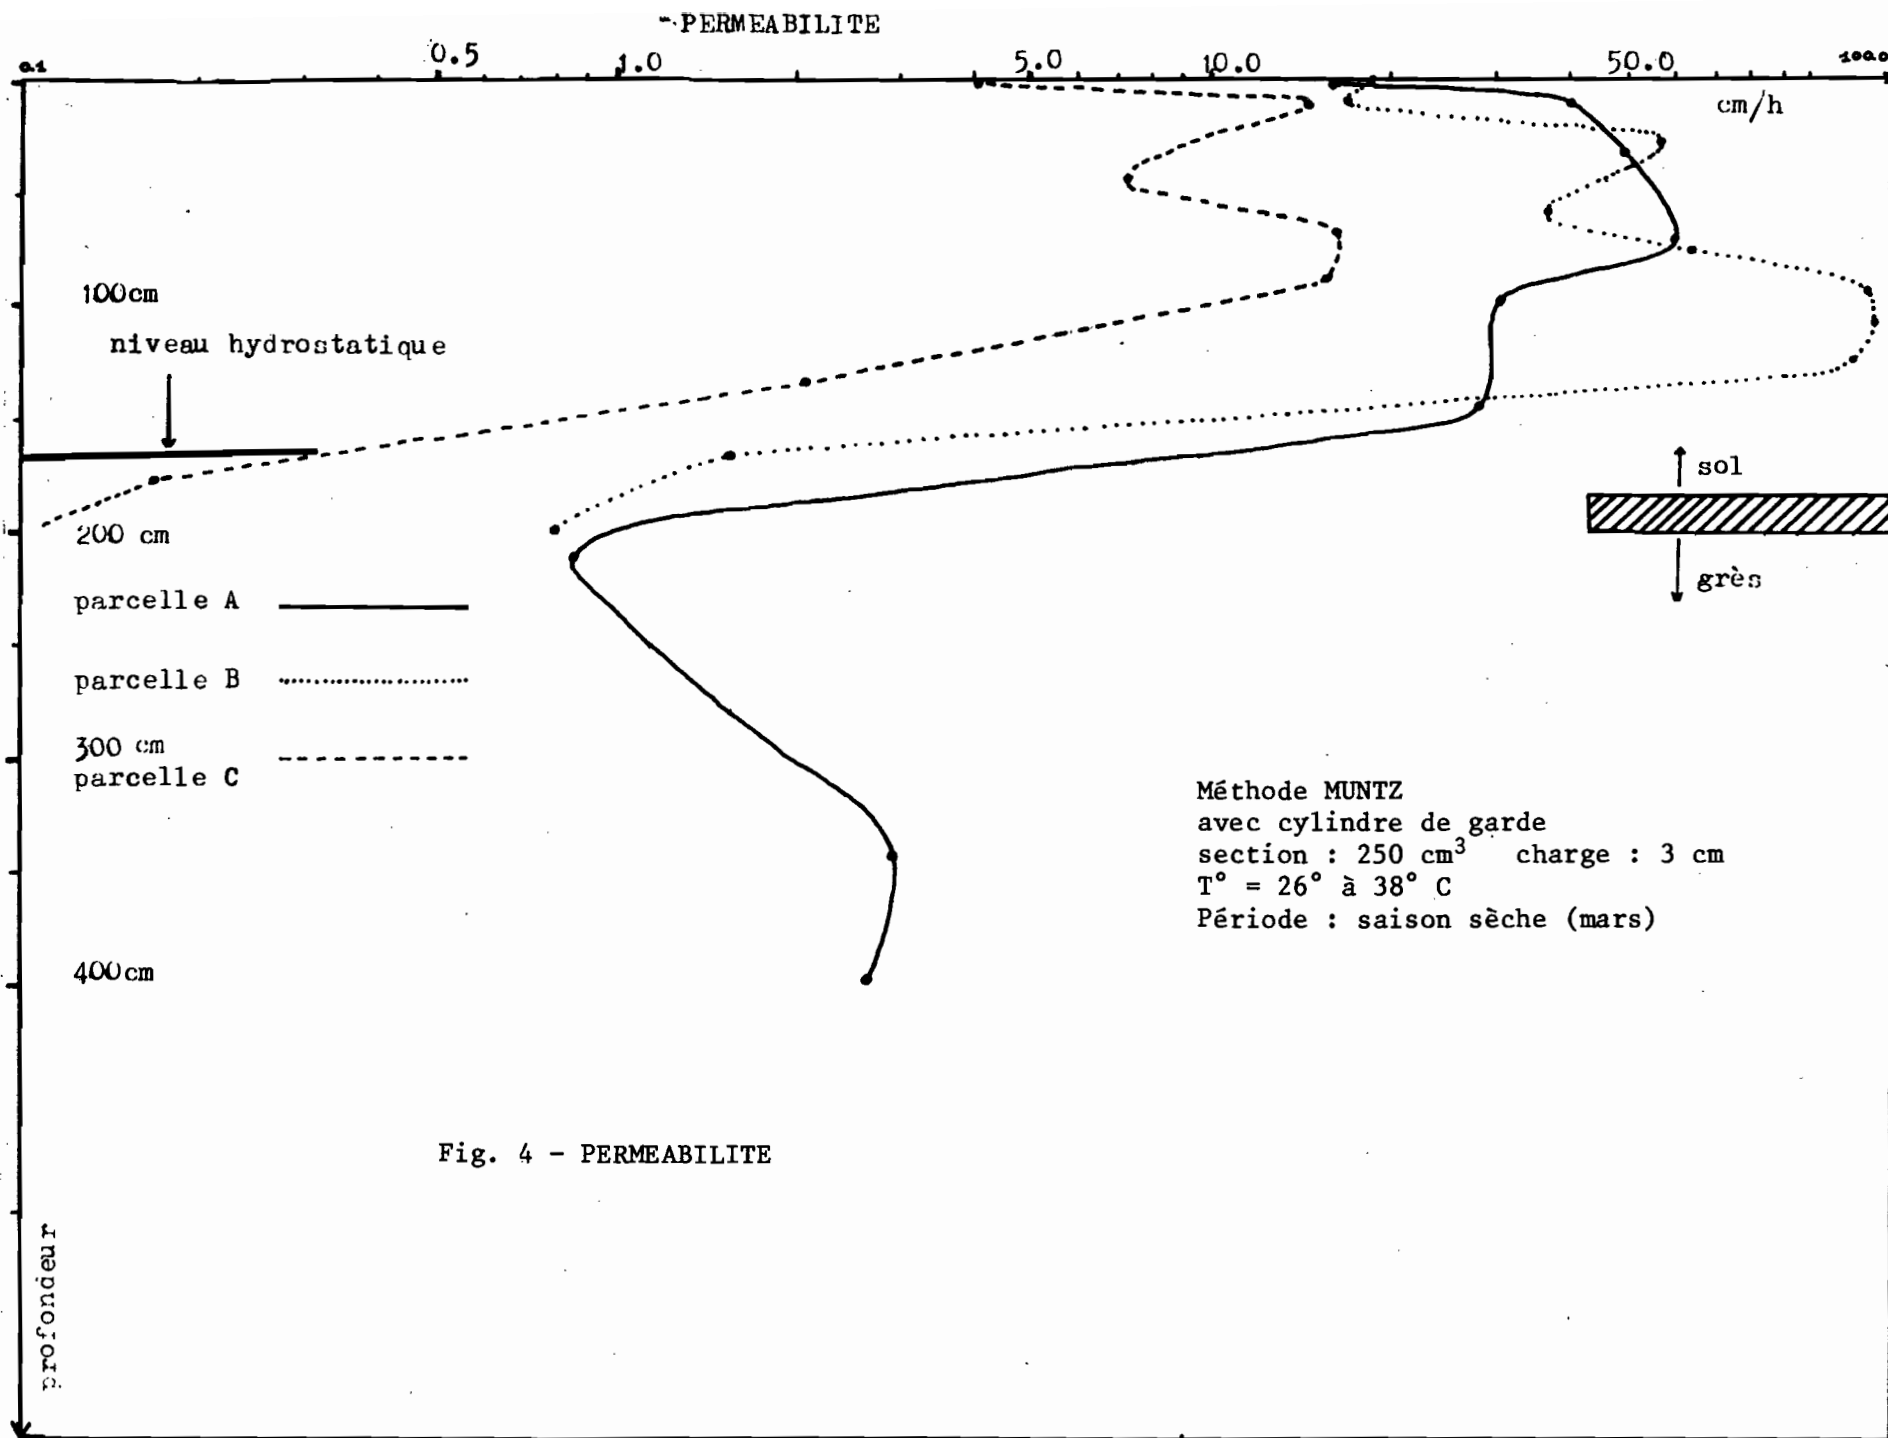 PERMEABILITE
0.1 0.5 1.0 5.0 10.0 50.0 100.0
cm/h
100cm
niveau hydrostatique
sol
200 cm
grès
parcelle A
parcelle B
300 cm
parcelle C
Méthode MUNTZ
avec cylindre de garde
section : 250 cm³ charge : 3 cm
T° = 26° à 38° C
Période : saison sèche (mars)
400cm
Fig. 4 - PERMEABILITE
profondeur